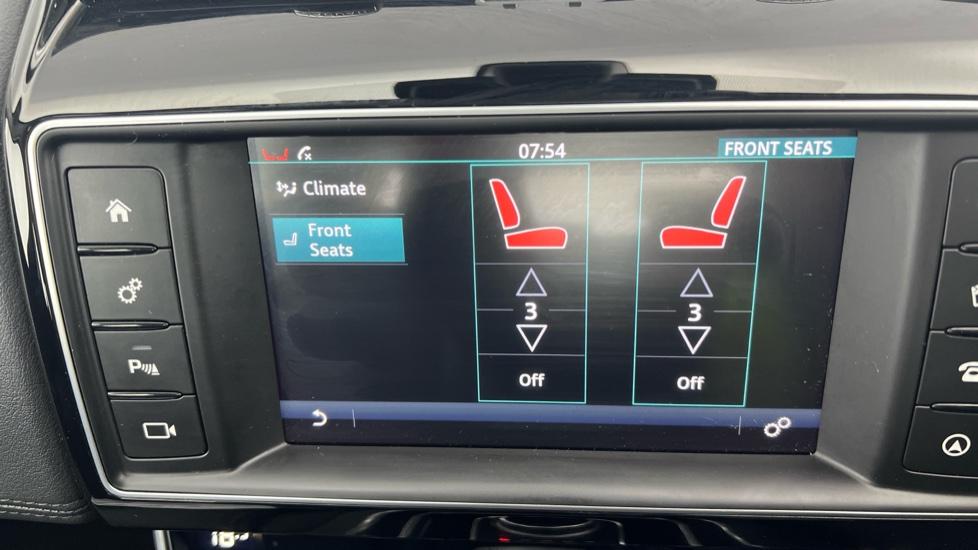 07:54
FRONT SEATS
Climate
Front
Seats
3
3
Off
Off
P